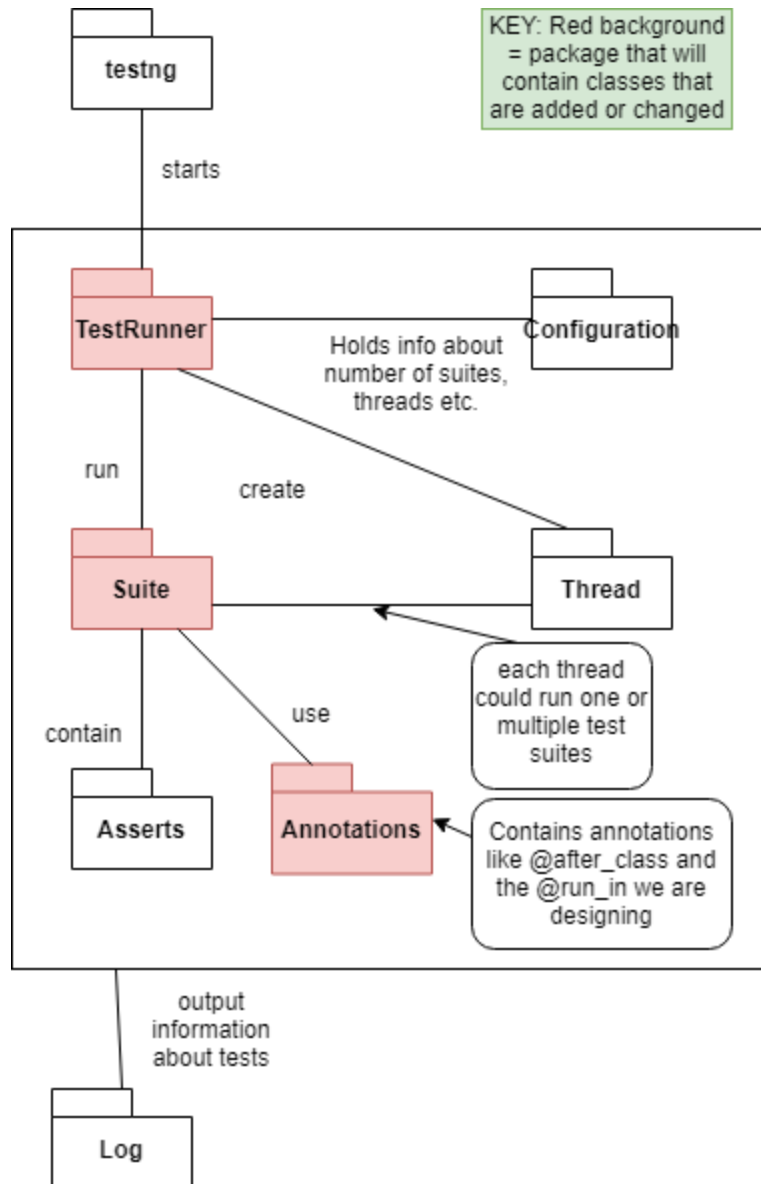 testng
KEY: Red background
= package that will
contain classes that
are added or changed
starts
TestRunner
Configuration
Holds info about
number of suites,
threads etc.
run
create
Suite
Thread
each thread
could run one or
multiple test
suites
use
contain
Asserts
Annotations
Contains annotations
like @after_class and
the @run_in we are
designing
output
information
about tests
Log